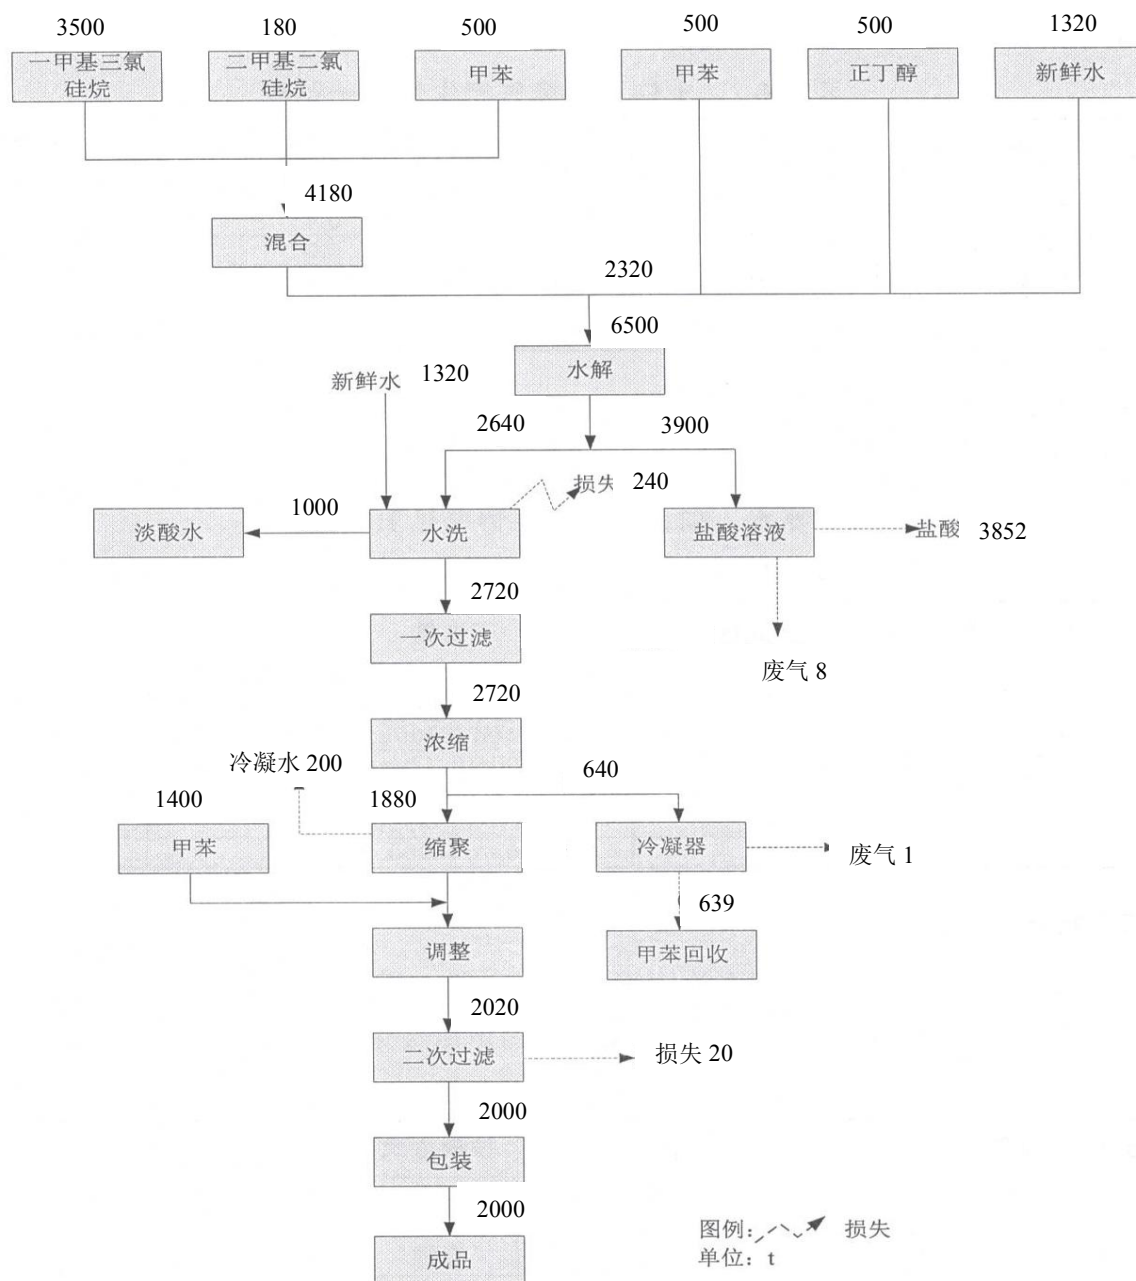 3500
180
500
500
500
1320
一甲基三氯
硅烷
二甲基二氯
硅烷
甲苯
甲苯
正丁醇
新鲜水
4180
混合
2320
6500
水解
新鲜水
1320
2640
3900
损失
240
1000
淡酸水
水洗
盐酸溶液
盐酸
3852
2720
一次过滤
废气 8
2720
浓缩
冷凝水 200
640
1400
1880
甲苯
缩聚
冷凝器
废气 1
639
调整
甲苯回收
2020
二次过滤
损失 20
2000
包装
2000
成品
图例:
损失
单位: t